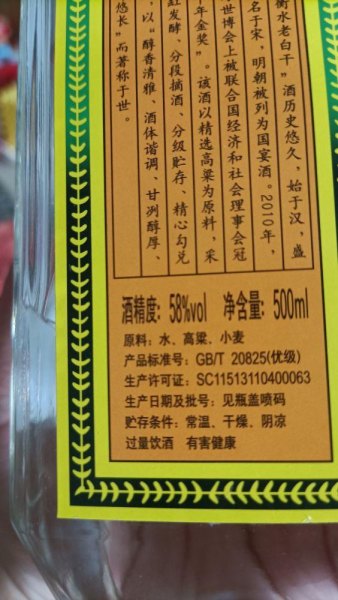 衡水老白干”酒历史悠久，始于汉，盛
名于宋，明朝被列为国宴酒。2010年，
世博会上被联合国经济和社会理事会冠
年金奖”。该酒以精选高粱为原料，采
缸发酵、分段摘酒、分级贮存、精心勾兑
，以“醇香清雅、酒体谐调、甘洌醇厚、
悠长”而著称于世。
酒精度：58%vol 净含量：500ml
原料：水、高粱、小麦
产品标准号：GB/T 20825(优级)
生产许可证：SC11513110400063
生产日期及批号：见瓶盖喷码
贮存条件：常温、干燥、阴凉
过量饮酒 有害健康